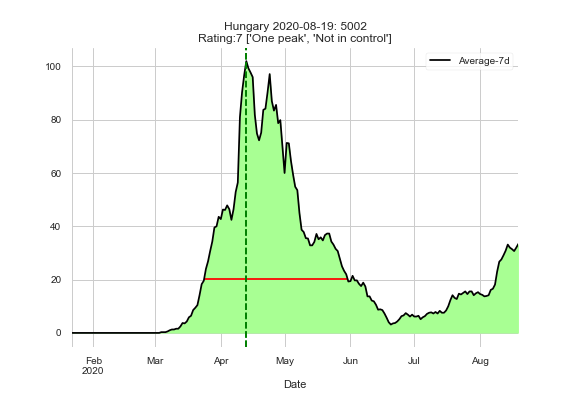 Hungary 2020-08-19: 5002
Rating:7 ['One peak', 'Not in control']
Average-7d
100
80
60
40
20
0
Feb Mar Apr May Jun Jul Aug
2020
Date